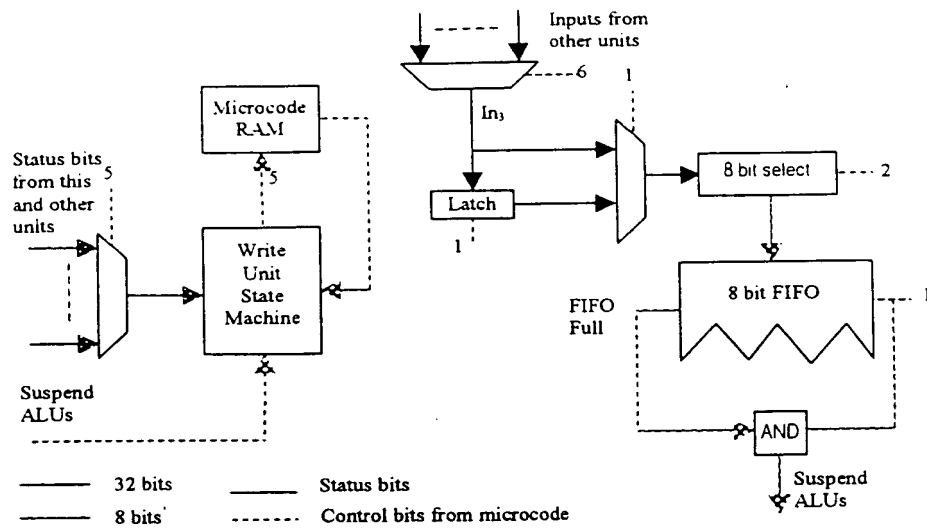 Inputs from
other units
6
1
In₃
Microcode
RAM
Status bits
from this
and other
units
5
5
8 bit select
2
Latch
1
Write
Unit
State
Machine
8 bit FIFO
1
FIFO
Full
Suspend
ALUs
AND
Suspend
ALUs
32 bits
Status bits
8 bits
Control bits from microcode